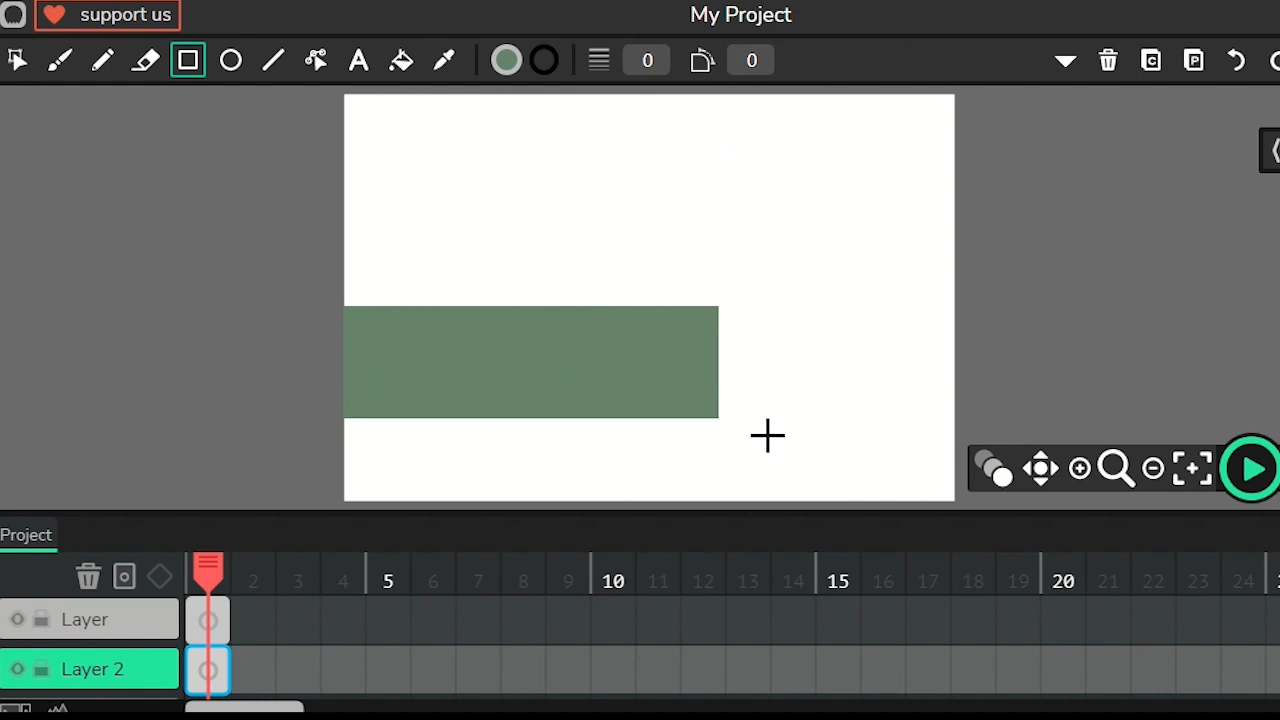 support us
My Project
A
0
0
C
P
Project
2 3 4 5 6 7 8 9 10 11 12 13 14 15 16 17 18 19 20 21 22 23 24
Layer
Layer 2